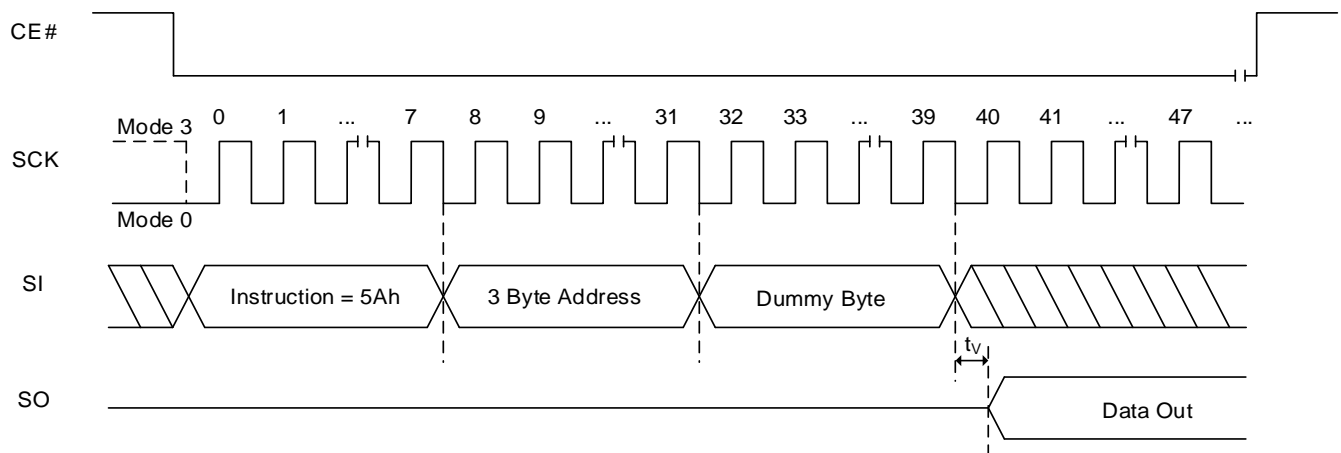 CE#
0 1 ... 7 8 9 ... 31 32 33 ... 39 40 41 ... 47 ...
Mode 3
SCK
Mode 0
SI
Instruction = 5Ah
3 Byte Address
Dummy Byte
tV
SO
Data Out